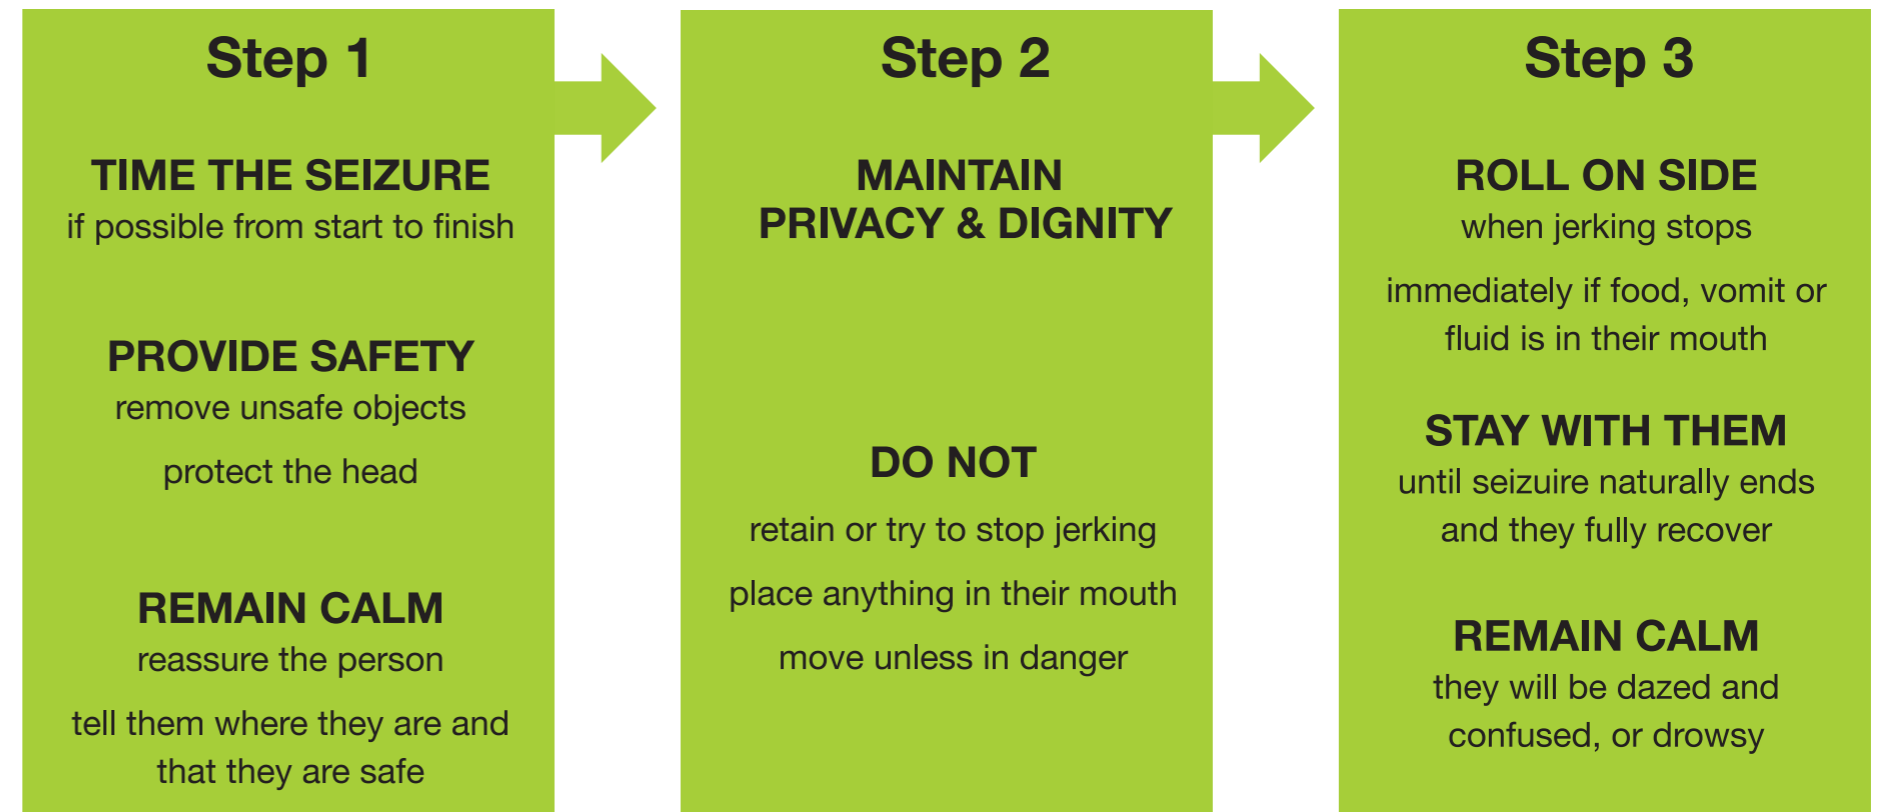 Step 1
TIME THE SEIZURE
if possible from start to finish
PROVIDE SAFETY
remove unsafe objects
protect the head
REMAIN CALM
reassure the person
tell them where they are and
that they are safe
Step 2
MAINTAIN
PRIVACY & DIGNITY
DO NOT
retain or try to stop jerking
place anything in their mouth
move unless in danger
Step 3
ROLL ON SIDE
when jerking stops
immediately if food, vomit or
fluid is in their mouth
STAY WITH THEM
until seizuire naturally ends
and they fully recover
REMAIN CALM
they will be dazed and
confused, or drowsy